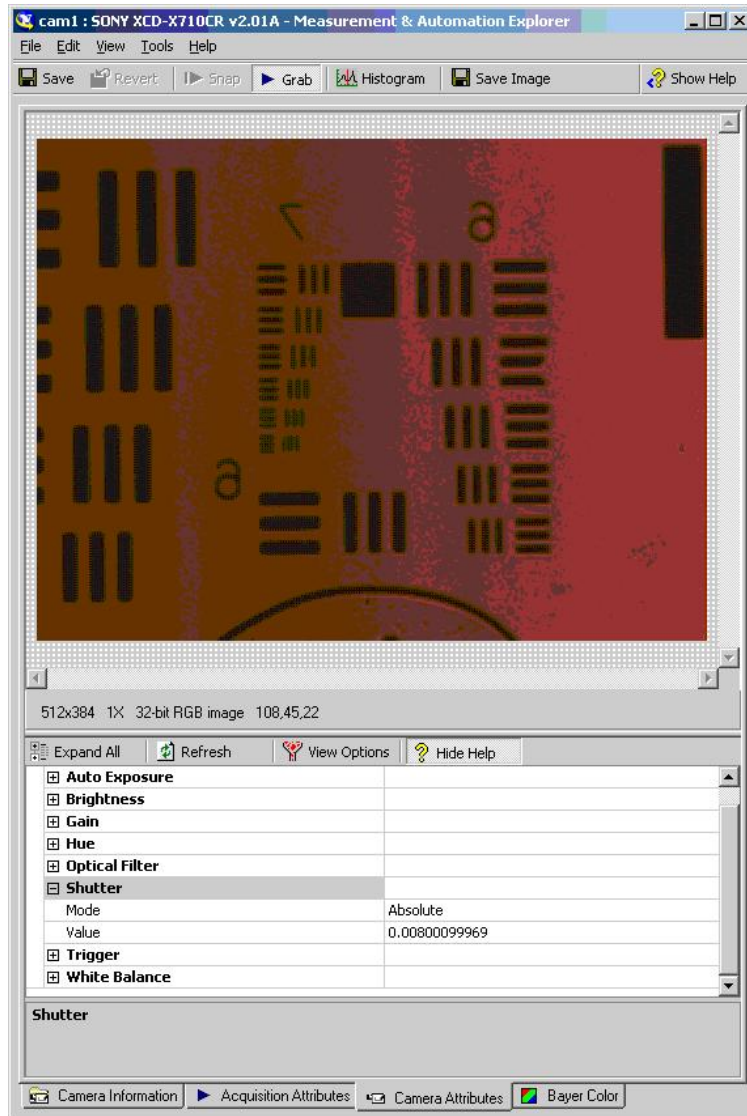 cam1 : SONY XCD-X710CR v2.01A - Measurement & Automation Explorer
File Edit View Tools Help
Save Revert Snap Grab Histogram Save Image Show Help
7 6
6
512x384 1X 32-bit RGB image 108,45,22
Expand All Refresh View Options Hide Help
Auto Exposure
Brightness
Gain
Hue
Optical Filter
Shutter
Mode Absolute
Value 0.00800099969
Trigger
White Balance
Shutter
Camera Information Acquisition Attributes Camera Attributes Bayer Color